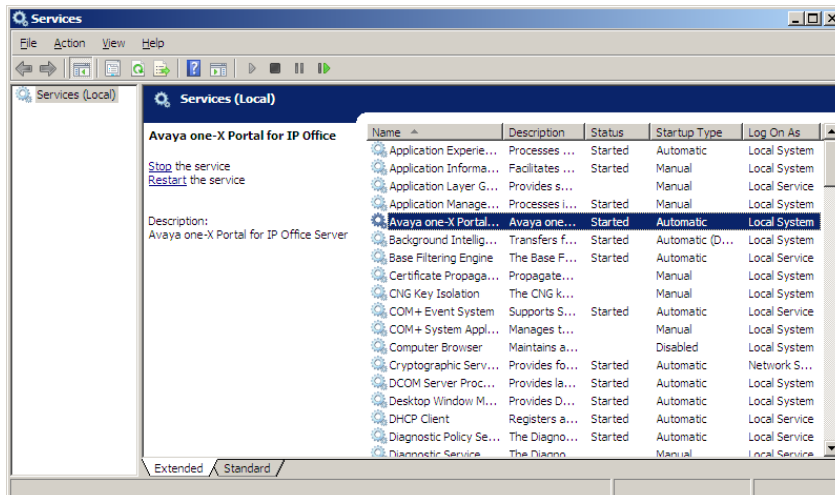 Services
File Action View Help
Services (Local)
Services (Local)
Avaya one-X Portal for IP Office
Stop the service
Restart the service
Description:
Avaya one-X Portal for IP Office Server
Name Description Status Startup Type Log On As
Application Experie... Processes ... Started Automatic Local System
Application Informa... Facilitates ... Started Manual Local System
Application Layer G... Provides s... Manual Local Service
Application Manage... Processes i... Started Manual Local System
Avaya one-X Portal... Avaya one... Started Automatic Local System
Background Intellig... Transfers f... Started Automatic (D... Local System
Base Filtering Engine The Base F... Started Automatic Local Service
Certificate Propaga... Propagate... Manual Local System
CNG Key Isolation The CNG k... Manual Local System
COM+ Event System Supports S... Started Automatic Local Service
COM+ System Appl... Manages t... Manual Local System
Computer Browser Maintains a... Disabled Local System
Cryptographic Serv... Provides fo... Started Automatic Network S...
DCOM Server Proc... Provides la... Started Automatic Local System
Desktop Window M... Provides D... Started Automatic Local System
DHCP Client Registers a... Started Automatic Local Service
Diagnostic Policy Se... The Diagno... Started Automatic Local Service
Diagnostic Service The Diagno Manual Local Service
Extended Standard